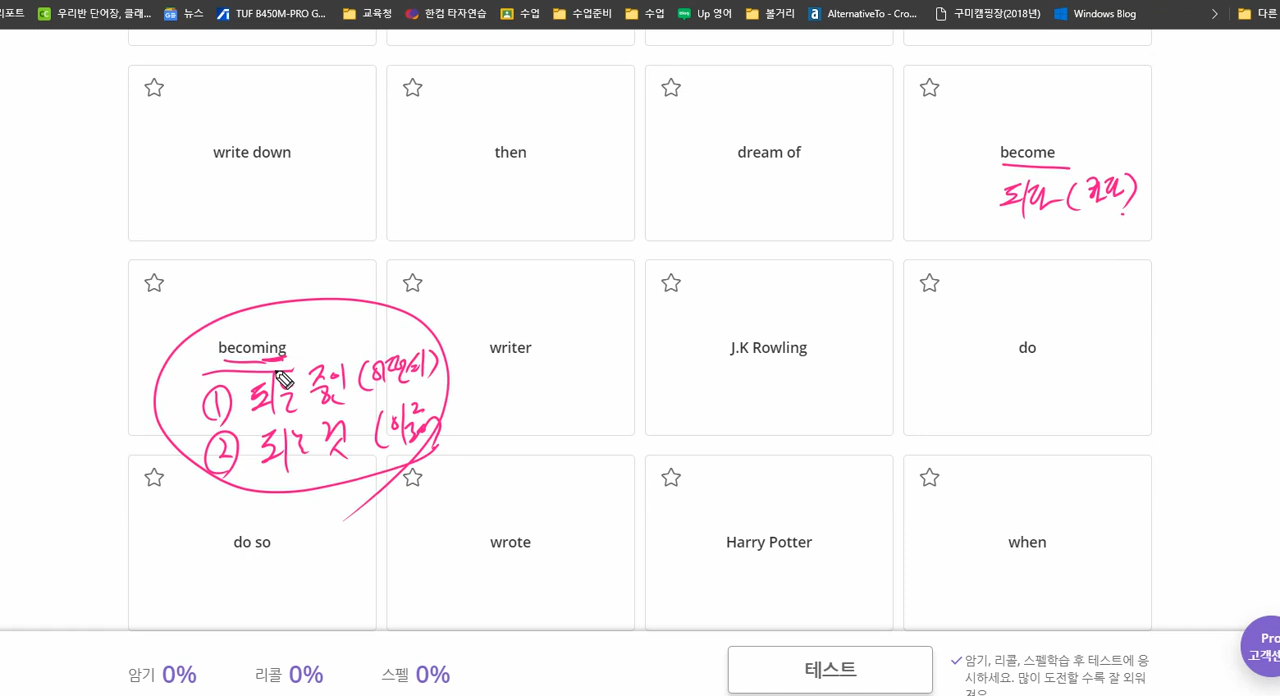 리포트 우리반 단어장, 클래... 뉴스 TUF B450M-PRO G... 교육청 한컴 타자연습 수업 수업준비 수업 Up 영어 볼거리 AlternativeTo - Cro... 구미캠핑장(2018년) Windows Blog 다른
write down then dream of become
되다
becoming writer J.K Rowling do
① 되는 중인
② 되는 것
do so wrote Harry Potter when
암기 0% 리콜 0% 스펠 0% 테스트
암기, 리콜, 스펠학습 후 테스트에 응
시하세요. 많이 도전할 수록 잘 외워
져요
Pro
고객센